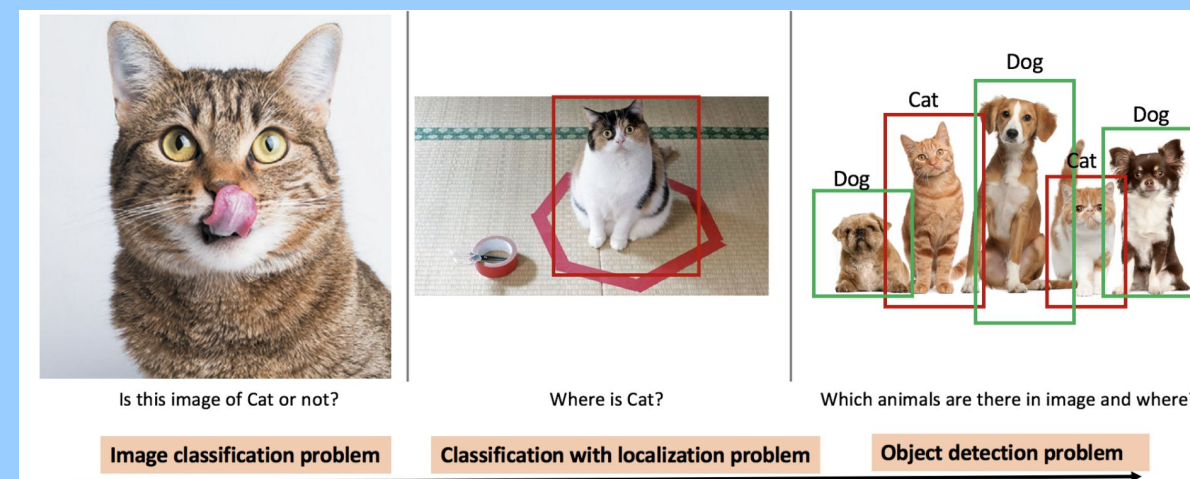 Dog
Cat
Dog
Cat
Dog
Is this image of Cat or not?
Where is Cat?
Which animals are there in image and where?
Image classification problem
Classification with localization problem
Object detection problem